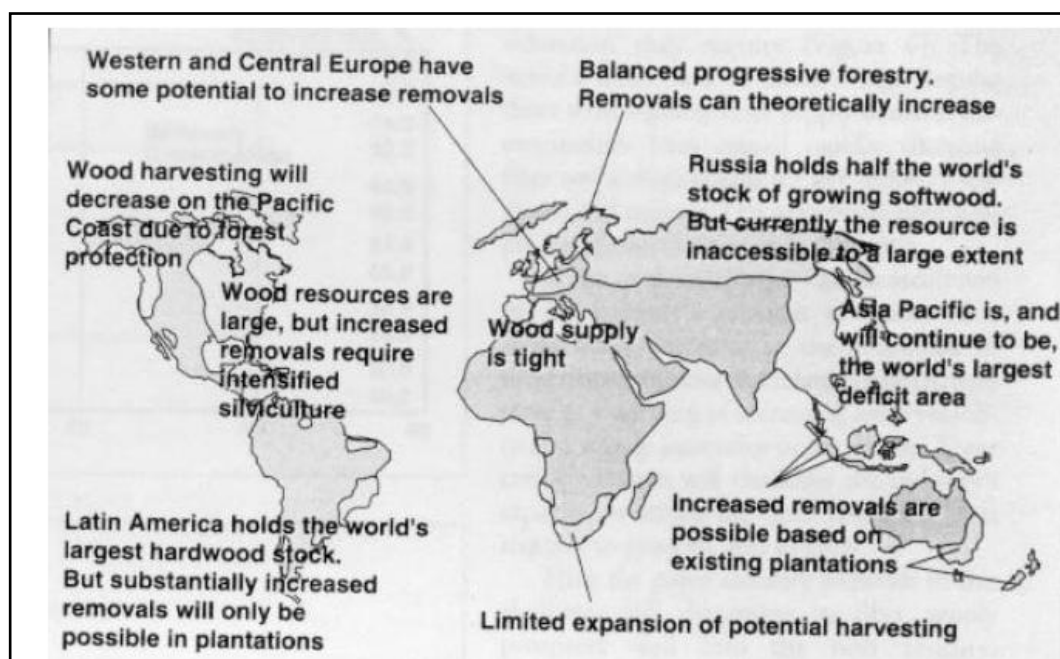 Western and Central Europe have
some potential to increase removals
Balanced progressive forestry.
Removals can theoretically increase
Wood harvesting will
decrease on the Pacific
Coast due to forest
protection
Russia holds half the world's
stock of growing softwood.
But currently the resource is
inaccessible to a large extent
Wood resources are
large, but increased
removals require
intensified
silviculture
Wood supply
is tight
Asia Pacific is, and
will continue to be,
the world's largest
deficit area
Increased removals are
possible based on
existing plantations
Latin America holds the world's
largest hardwood stock.
But substantially increased
removals will only be
possible in plantations
Limited expansion of potential harvesting